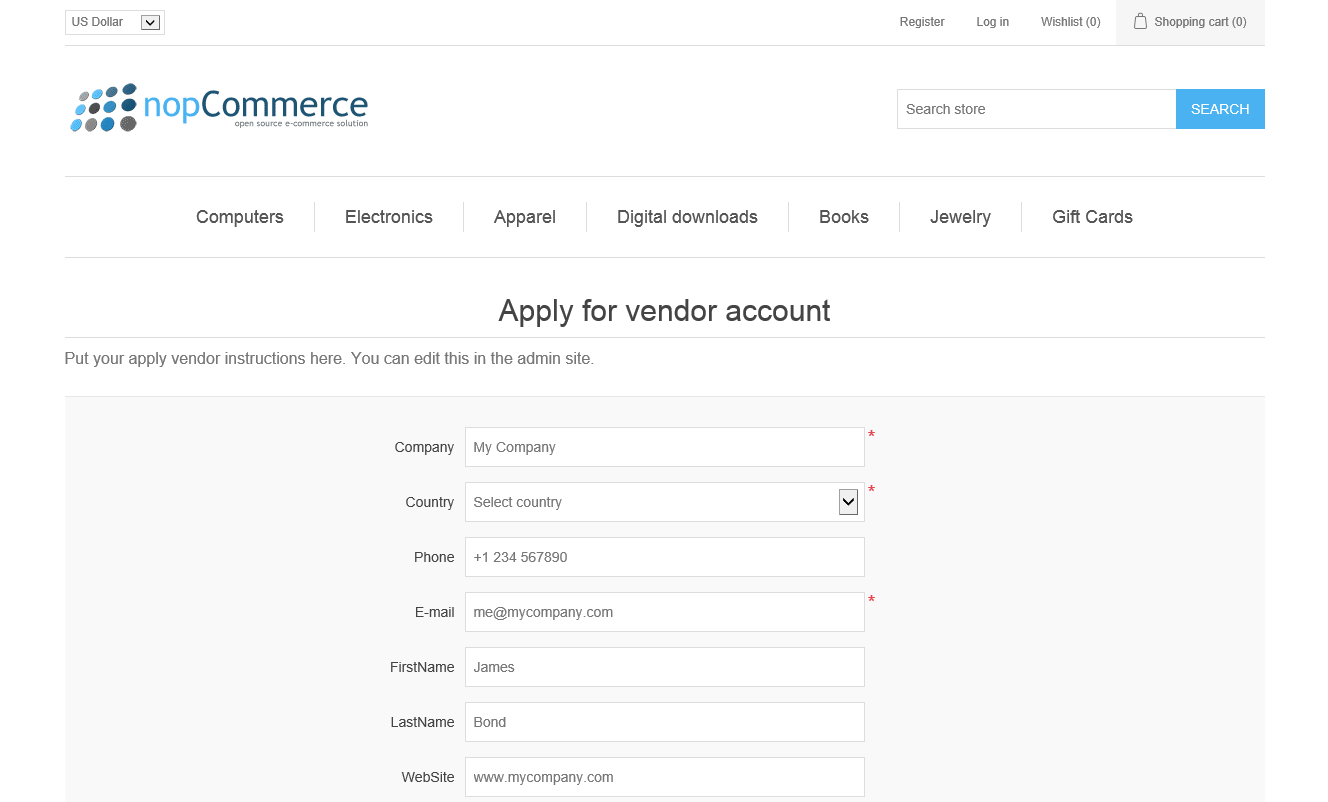 US Dollar Register Log in Wishlist (0) Shopping cart (0)
nopCommerce
open source e-commerce solution
Search store SEARCH
Computers Electronics Apparel Digital downloads Books Jewelry Gift Cards
Apply for vendor account
Put your apply vendor instructions here. You can edit this in the admin site.
Company My Company *
Country Select country *
Phone +1 234 567890
E-mail me@mycompany.com *
FirstName James
LastName Bond
WebSite www.mycompany.com